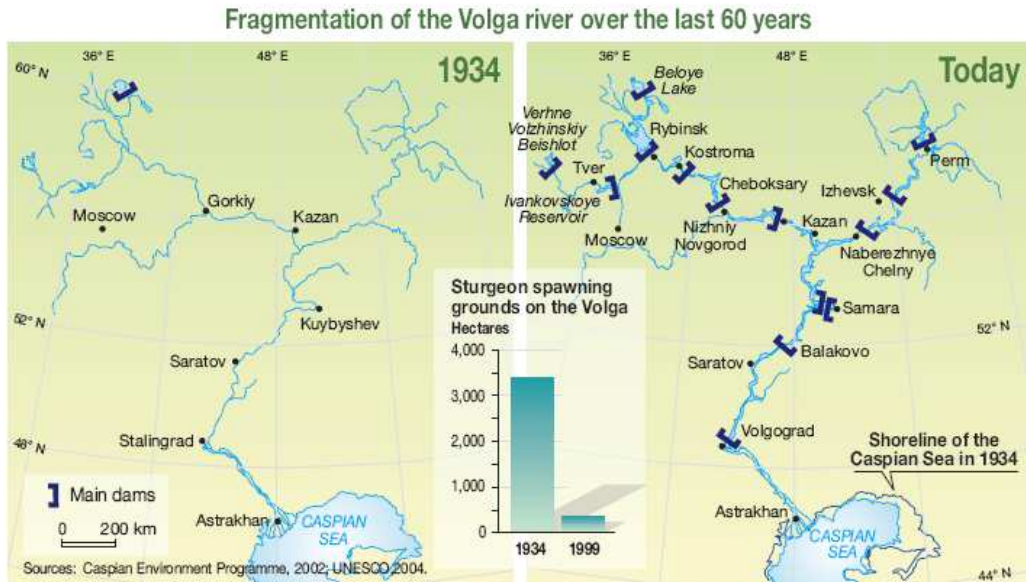 Fragmentation of the Volga river over the last 60 years
36° E
48° E
60° N
1934
Gorkiy
Moscow
Kazan
52° N
Kuybyshev
Saratov
48° N
Stalingrad
Main dams
0 200 km
Astrakhan
CASPIAN
SEA
Sources: Caspian Environment Programme, 2002; UNESCO, 2004.
36° E
48° E
Today
Beloye
Lake
Verhne
Volzhinskiy
Beishlot
Rybinsk
Kostroma
Perm
Tver
Cheboksary
Izhevsk
Ivankovskoye
Reservoir
Moscow
Nizhniy
Novgorod
Kazan
Naberezhnye
Chelny
Samara
52° N
Balakovo
Saratov
Volgograd
Shoreline of the
Caspian Sea in 1934
Astrakhan
CASPIAN
SEA
44° N
Sturgeon spawning
grounds on the Volga
Hectares
4,000
3,000
2,000
1,000
0
1934 1999